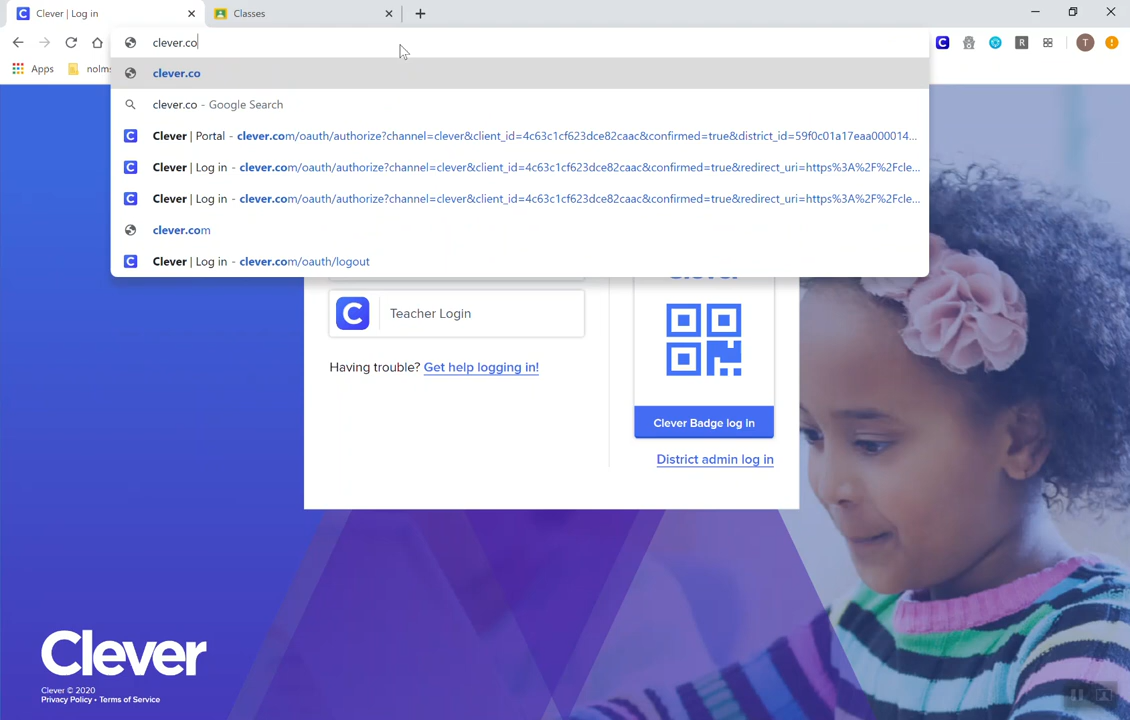 Clever | Log in
Classes
clever.co
Apps
nolms
R
T
clever.co
clever.co - Google Search
Clever | Portal - clever.com/oauth/authorize?channel=clever&client_id=4c63c1cf623dce82caac&confirmed=true&district_id=59f0c01a17eaa000014...
Clever | Log in - clever.com/oauth/authorize?channel=clever&client_id=4c63c1cf623dce82caac&confirmed=true&redirect_uri=https%3A%2F%2Fcle...
Clever | Log in - clever.com/oauth/authorize?channel=clever&client_id=4c63c1cf623dce82caac&confirmed=true&redirect_uri=https%3A%2F%2Fcle...
clever.com
Clever | Log in - clever.com/oauth/logout
C Teacher Login
Having trouble? Get help logging in!
Clever Badge log in
District admin log in
Clever
Clever © 2020
Privacy Policy • Terms of Service